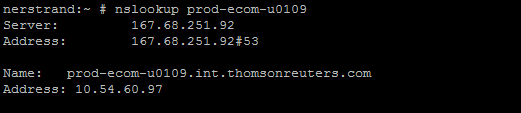 nerstrand:~ # nslookup prod-ecom-u0109
Server: 167.68.251.92
Address: 167.68.251.92#53
Name: prod-ecom-u0109.int.thomsonreuters.com
Address: 10.54.60.97